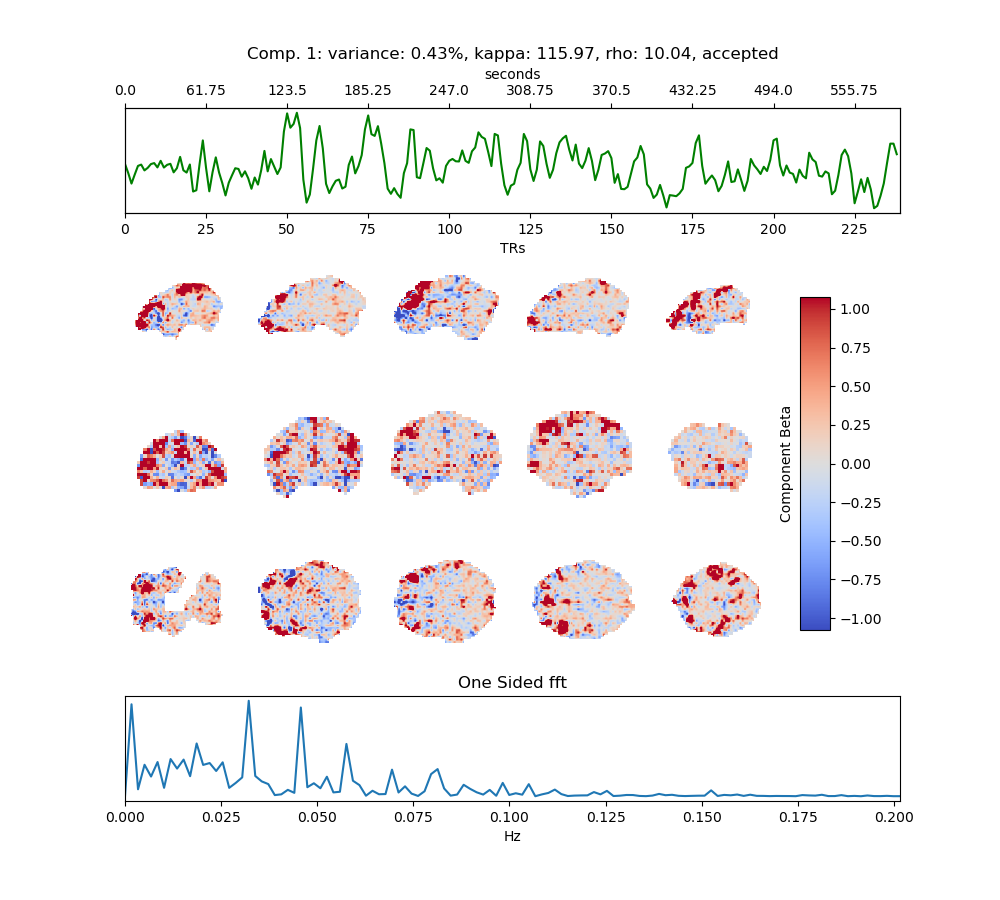 Comp. 1: variance: 0.43%, kappa: 115.97, rho: 10.04, accepted
seconds
0.0 61.75 123.5 185.25 247.0 308.75 370.5 432.25 494.0 555.75
0 25 50 75 100 125 150 175 200 225
TRs
1.00
0.75
0.50
0.25
0.00
−0.25
−0.50
−0.75
−1.00
Component Beta
One Sided fft
0.000 0.025 0.050 0.075 0.100 0.125 0.150 0.175 0.200
Hz